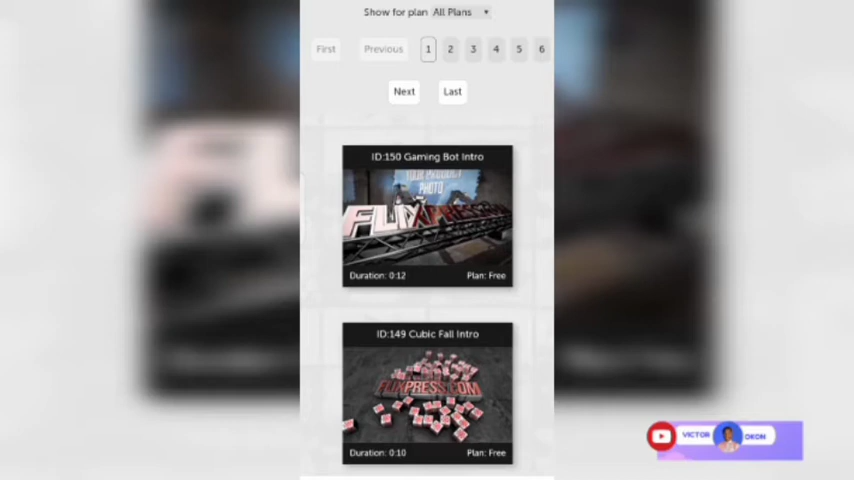 Show for plan All Plans
First Previous 1 2 3 4 5 6
Next Last
ID:150 Gaming Bot Intro
YOUR PRODUCT
PHOTO
FLIXPRESS
Duration: 0:12 Plan: Free
ID:149 Cubic Fall Intro
FLIXPRESS.COM
Duration: 0:10 Plan: Free
VICTOR OKON